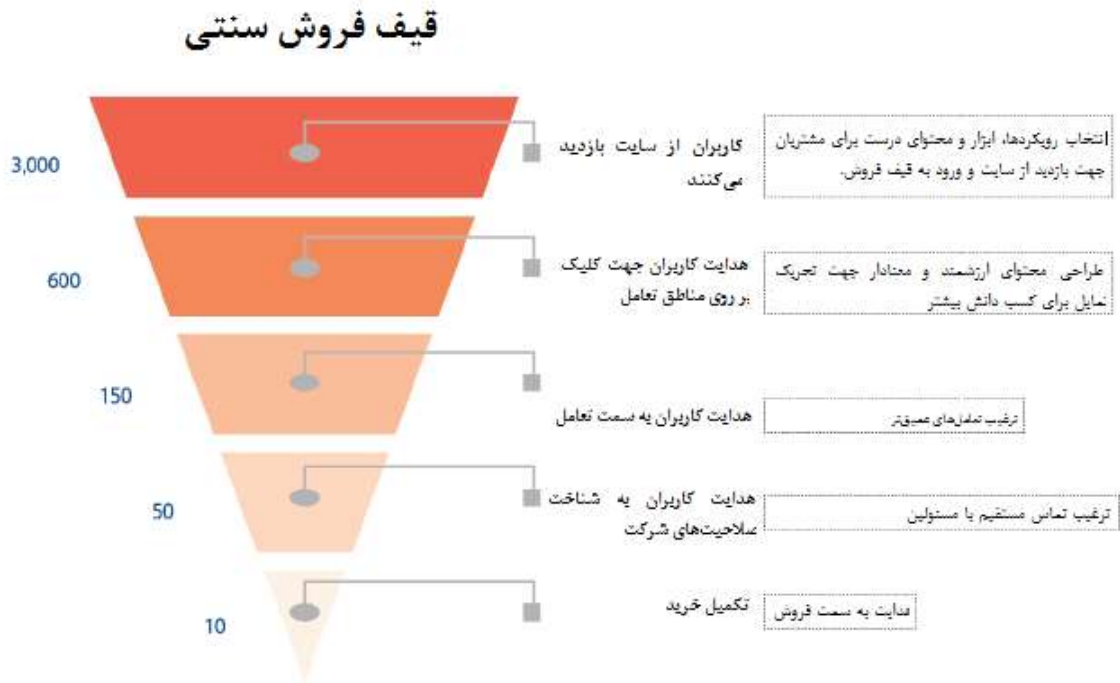 قیف فروش سنتی
3,000
کاربران از سایت بازدید
می‌کنند
انتخاب رویکردها، ابزار و محتوای درست برای مشتریان
جهت بازدید از سایت و ورود به قیف فروش.
600
هدایت کاربران جهت کلیک
بر روی مناطق تعامل
طراحی محتوای ارزشمند و معنادار جهت تحریک
تمایل برای کسب دانش بیشتر
150
هدایت کاربران به سمت تعامل
ترغیب تعامل‌های عمیق‌تر
50
هدایت کاربران به شناخت
صلاحیت‌های شرکت
ترغیب تماس مستقیم با مسئولین
10
تکمیل خرید
هدایت به سمت فروش